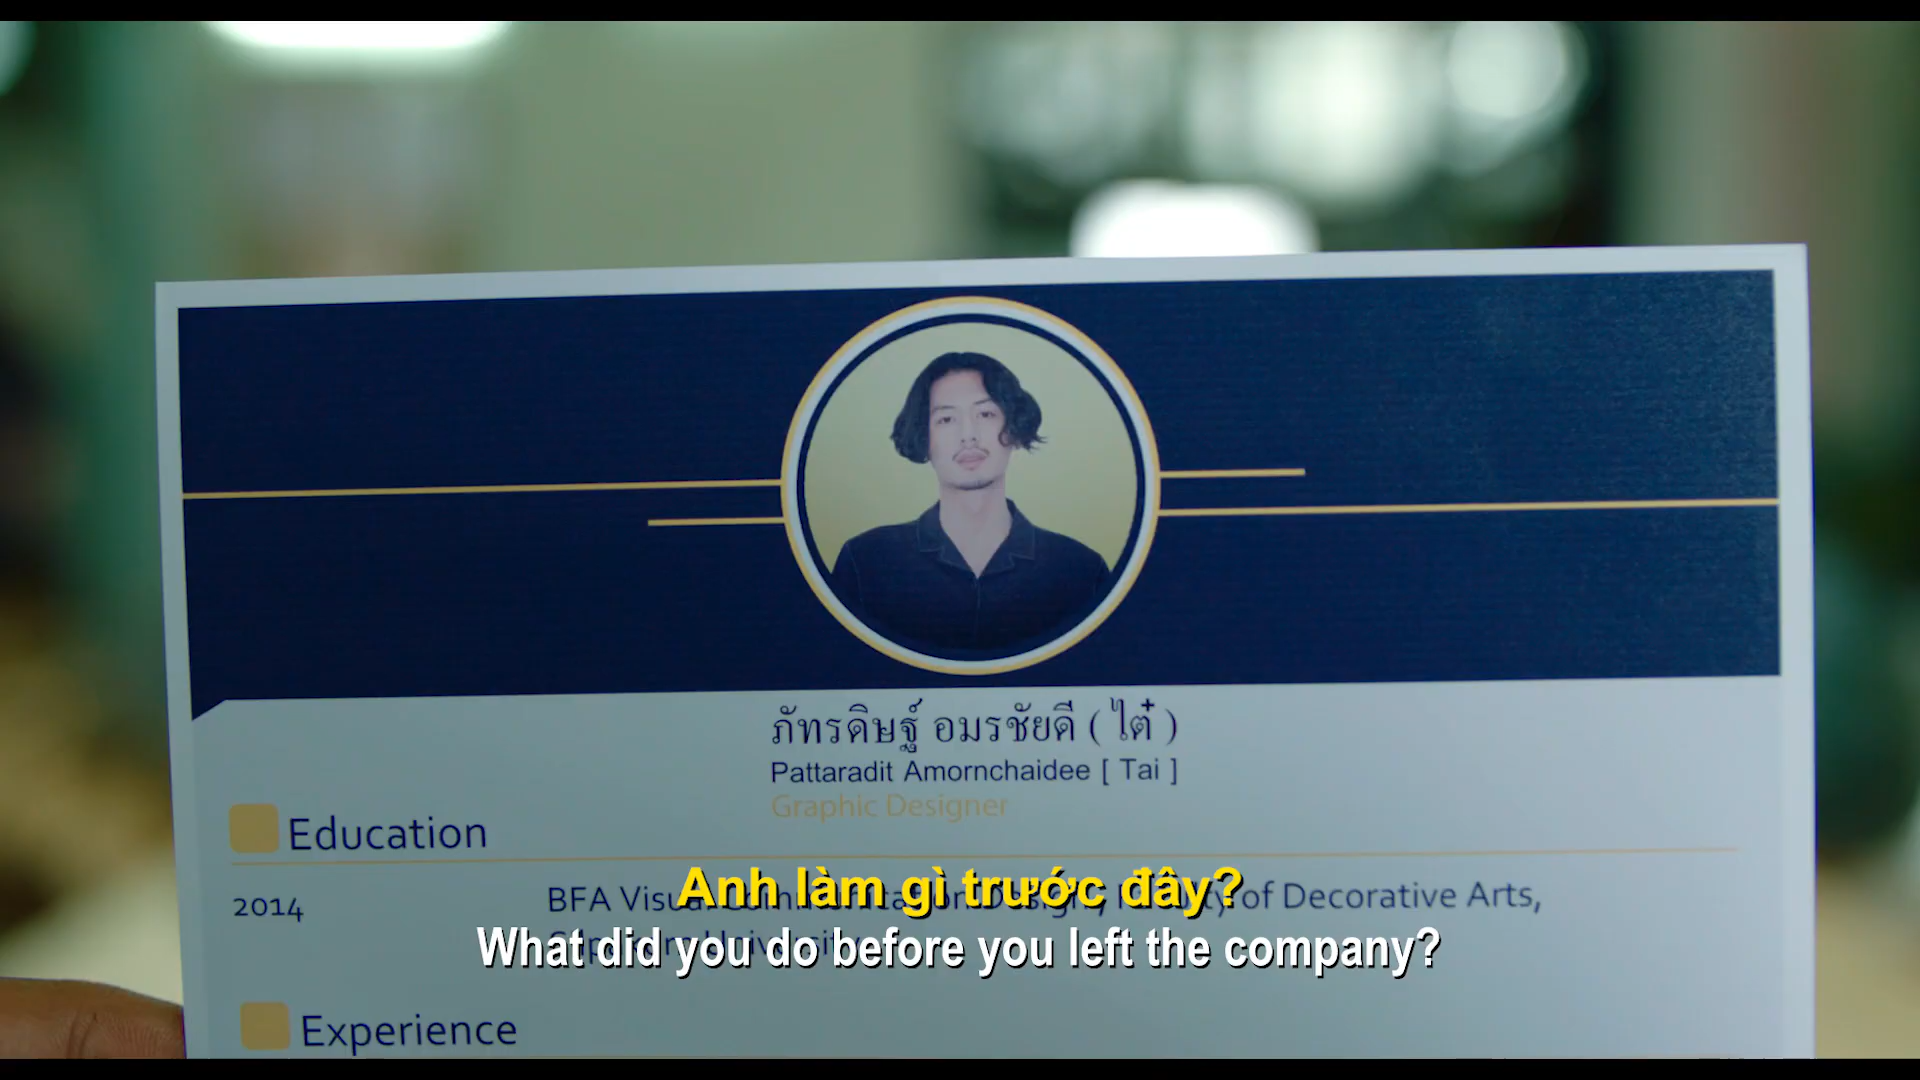 ภัทรดิษฐ์ อมรชัยดี ( ไต๋ )
Pattaradit Amornchaidee [ Tai ]
Graphic Designer
Education
2014
BFA Visual Design, of Decorative Arts,
Anh làm gì trước đây?
What did you do before you left the company?
Experience